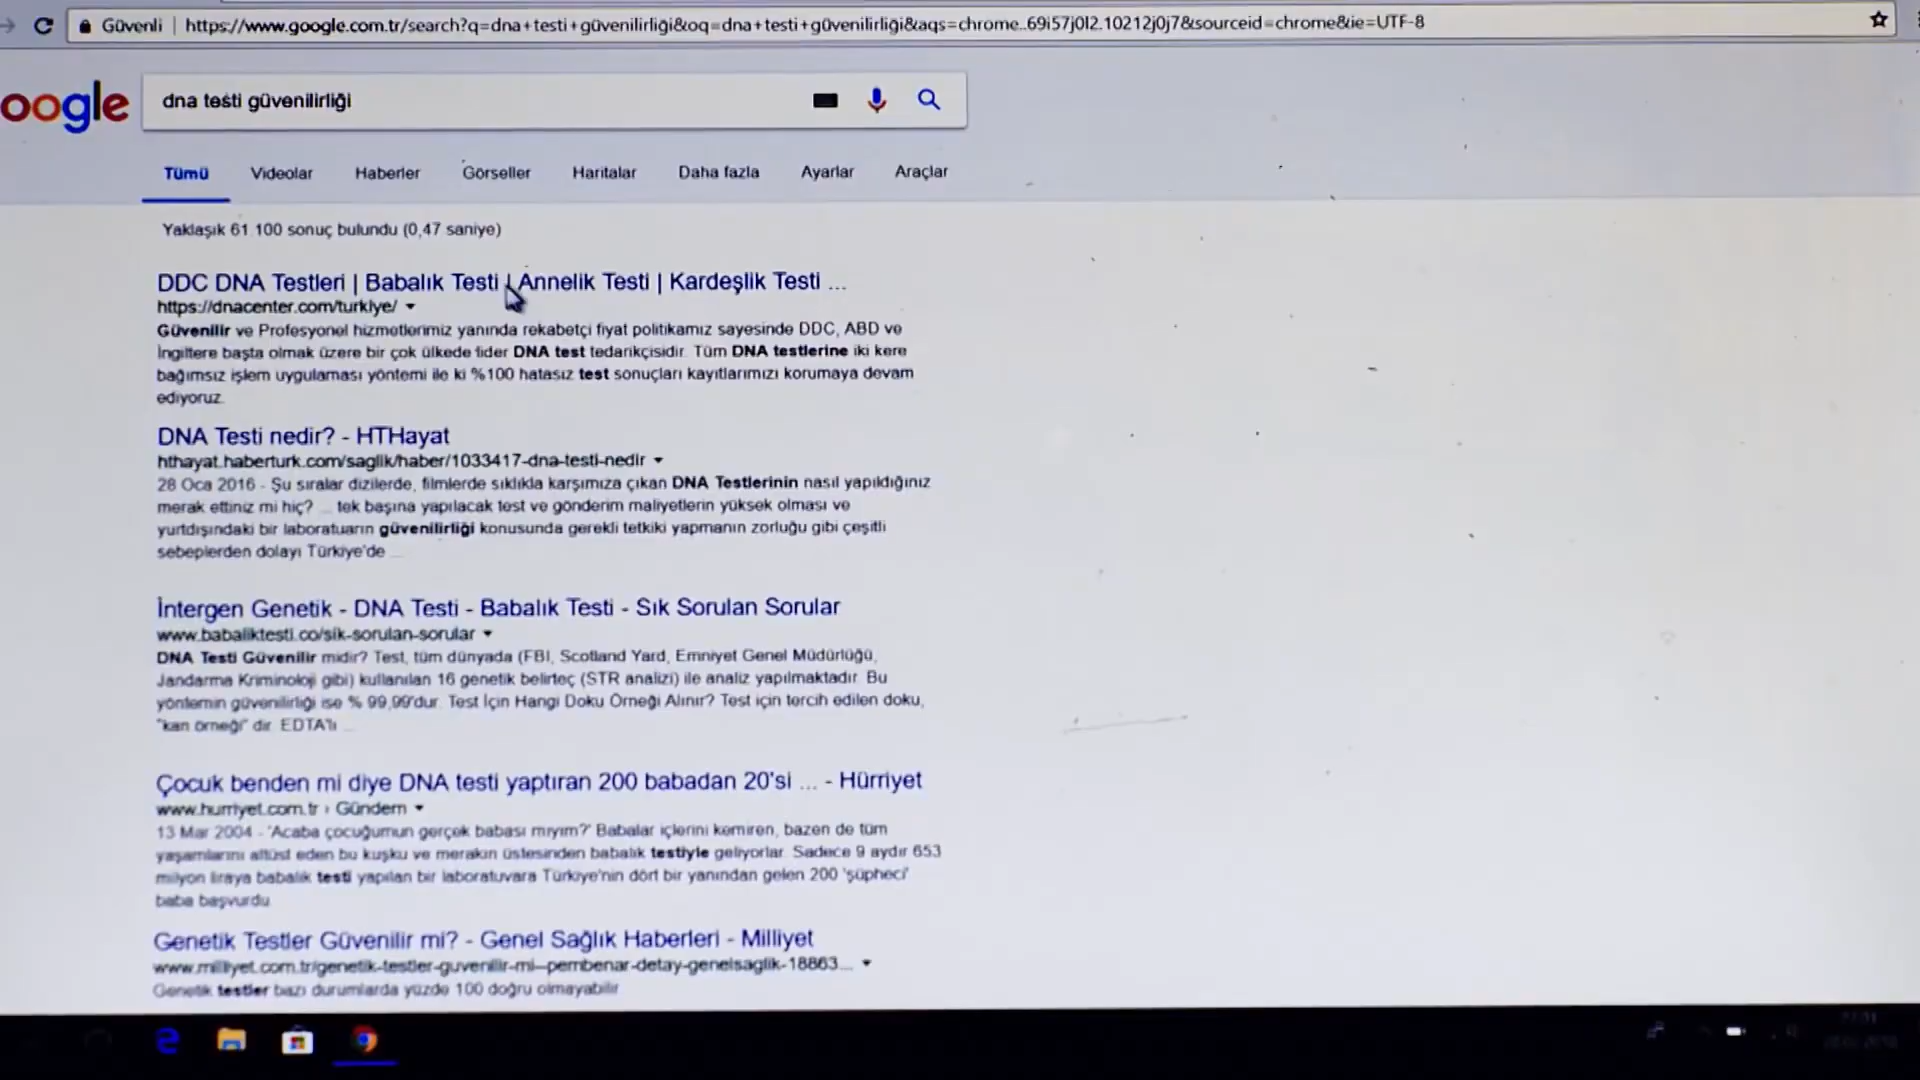 Güvenli | https://www.google.com.tr/search?q=dna+testi+güvenilirliği&oq=dna+testi+güvenilirliği&aqs=chrome..69i57j0l2.10212j0j7&sourceid=chrome&ie=UTF-8
oogle
dna testi güvenilirliği
Tümü Videolar Haberler Görseller Haritalar Daha fazla Ayarlar Araçlar
Yaklaşık 61 100 sonuç bulundu (0,47 saniye)
DDC DNA Testleri | Babalık Testi | Annelik Testi | Kardeşlik Testi ...
https://dnacenter.com/turkiye/
Güvenilir ve Profesyonel hizmetlerimiz yanında rekabetçi fiyat politikamız sayesinde DDC, ABD ve
İngiltere başta olmak üzere bir çok ülkede lider DNA test tedarikçisidir. Tüm DNA testlerine iki kere
bağımsız işlem uygulaması yöntemi ile ki %100 hatasız test sonuçları kayıtlarımızı korumaya devam
ediyoruz.
DNA Testi nedir? - HTHayat
hthayat.haberturk.com/saglik/haber/1033417-dna-testi-nedir
28 Oca 2016 - Şu sıralar dizilerde, filmlerde sıklıkla karşımıza çıkan DNA Testlerinin nasıl yapıldığınız
merak ettiniz mi hiç? ... tek başına yapılacak test ve gönderim maliyetlerin yüksek olması ve
yurtdışındaki bir laboratuarın güvenilirliği konusunda gerekli tetkiki yapmanın zorluğu gibi çeşitli
sebeplerden dolayı Türkiye'de ...
İntergen Genetik - DNA Testi - Babalık Testi - Sık Sorulan Sorular
www.babaliktesti.co/sik-sorulan-sorular
DNA Testi Güvenilir midir? Test, tüm dünyada (FBI, Scotland Yard, Emniyet Genel Müdürlüğü,
Jandarma Kriminoloji gibi) kullanılan 16 genetik belirteç (STR analizi) ile analiz yapılmaktadır. Bu
yöntemin güvenilirliği ise % 99,99'dur. Test İçin Hangi Doku Örneği Alınır? Test için tercih edilen doku,
"kan örneği" dir. EDTA'lı ...
Çocuk benden mi diye DNA testi yaptıran 200 babadan 20'si ... - Hürriyet
www.hurriyet.com.tr › Gündem
13 Mar 2004 - 'Acaba çocuğumun gerçek babası mıyım?' Babalar içlerini kemiren, bazen de tüm
yaşamlarını altüst eden bu kuşku ve merakın üstesinden babalık testiyle geliyorlar. Sadece 9 aydır 653
milyon liraya babalık testi yapılan bir laboratuvara Türkiye'nin dört bir yanından gelen 200 'şüpheci'
baba başvurdu.
Genetik Testler Güvenilir mi? - Genel Sağlık Haberleri - Milliyet
www.milliyet.com.tr/genetik-testler-guvenilir-mi--pembenar-detay-genelsaglik-18863...
Genetik testler bazı durumlarda yüzde 100 doğru olmayabilir